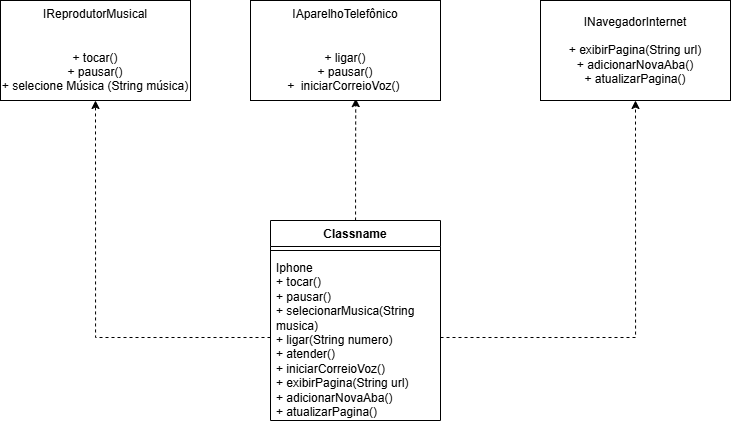 IReprodutorMusical
+ tocar()
+ pausar()
+ selecione Música (String música)
IAparelhoTelefônico
+ ligar()
+ pausar()
+ iniciarCorreioVoz()
INavegadorInternet
+ exibirPagina(String url)
+ adicionarNovaAba()
+ atualizarPagina()
Classname
Iphone
+ tocar()
+ pausar()
+ selecionarMusica(String
musica)
+ ligar(String numero)
+ atender()
+ iniciarCorreioVoz()
+ exibirPagina(String url)
+ adicionarNovaAba()
+ atualizarPagina()